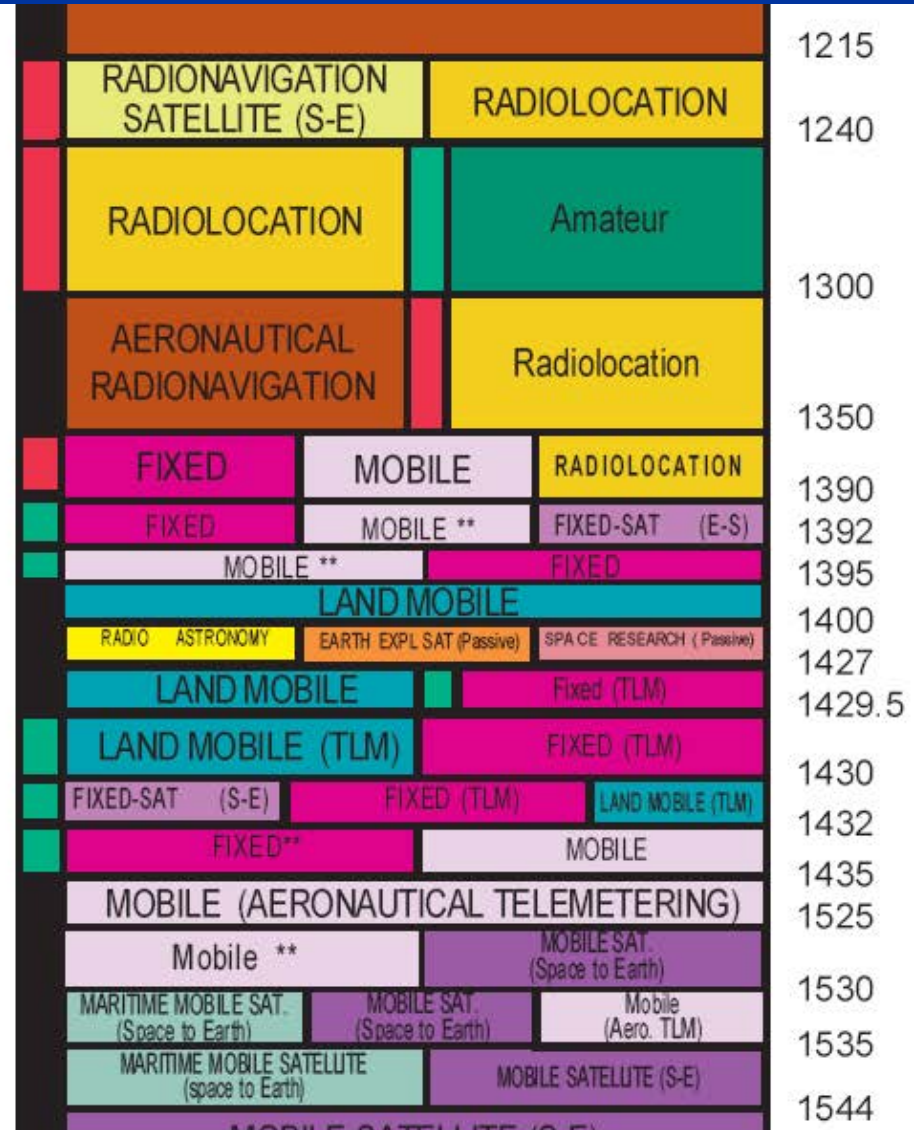 1215
RADIONAVIGATION RADIOLOCATION
SATELLITE (S-E)
1240
RADIOLOCATION Amateur
1300
AERONAUTICAL Radiolocation
RADIONAVIGATION
1350
FIXED MOBILE RADIOLOCATION
1390
FIXED MOBILE ** FIXED-SAT (E-S)
1392
MOBILE ** FIXED
1395
LAND MOBILE
1400
RADIO ASTRONOMY EARTH EXPL SAT (Passive) SPACE RESEARCH (Passive)
1427
LAND MOBILE Fixed (TLM)
1429.5
LAND MOBILE (TLM) FIXED (TLM)
1430
FIXED-SAT (S-E) FIXED (TLM) LAND MOBILE (TLM)
1432
FIXED** MOBILE
1435
MOBILE (AERONAUTICAL TELEMETERING)
1525
Mobile ** MOBILE SAT.
(Space to Earth)
1530
MARITIME MOBILE SAT. MOBILE SAT. Mobile
(Space to Earth) (Space to Earth) (Aero. TLM)
1535
MARITIME MOBILE SATELLITE MOBILE SATELLITE (S-E)
(space to Earth)
1544
MOBILE SATELLITE (S-E)